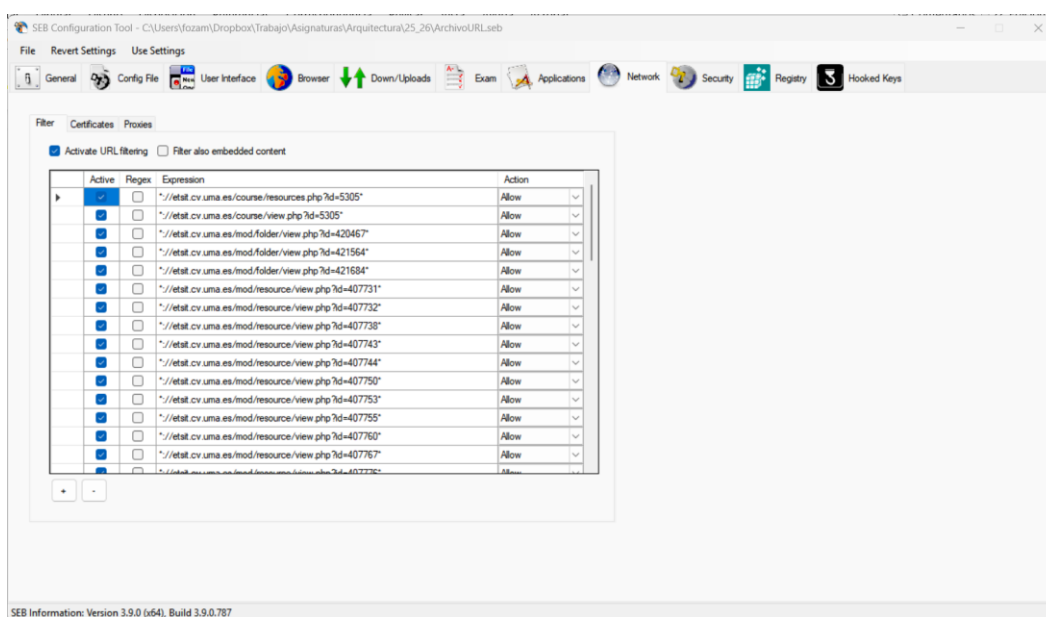 SEB Configuration Tool - C:\Users\fozam\Dropbox\Trabajo\Asignaturas\Arquitectura\25_26\ArchivoURL.seb
File Revert Settings Use Settings
General Config File User Interface Browser Down/Uploads Exam Applications Network Security Registry Hooked Keys
Filter Certificates Proxies
Activate URL filtering Filter also embedded content
Active Regex Expression Action
*://etsit.cv.uma.es/course/resources.php?id=5305* Allow
*://etsit.cv.uma.es/course/view.php?id=5305* Allow
*://etsit.cv.uma.es/mod/folder/view.php?id=420467* Allow
*://etsit.cv.uma.es/mod/folder/view.php?id=421564* Allow
*://etsit.cv.uma.es/mod/folder/view.php?id=421684* Allow
*://etsit.cv.uma.es/mod/resource/view.php?id=407731* Allow
*://etsit.cv.uma.es/mod/resource/view.php?id=407732* Allow
*://etsit.cv.uma.es/mod/resource/view.php?id=407738* Allow
*://etsit.cv.uma.es/mod/resource/view.php?id=407743* Allow
*://etsit.cv.uma.es/mod/resource/view.php?id=407744* Allow
*://etsit.cv.uma.es/mod/resource/view.php?id=407750* Allow
*://etsit.cv.uma.es/mod/resource/view.php?id=407753* Allow
*://etsit.cv.uma.es/mod/resource/view.php?id=407755* Allow
*://etsit.cv.uma.es/mod/resource/view.php?id=407760* Allow
*://etsit.cv.uma.es/mod/resource/view.php?id=407767* Allow
+ -
SEB Information: Version 3.9.0 (x64), Build 3.9.0.787